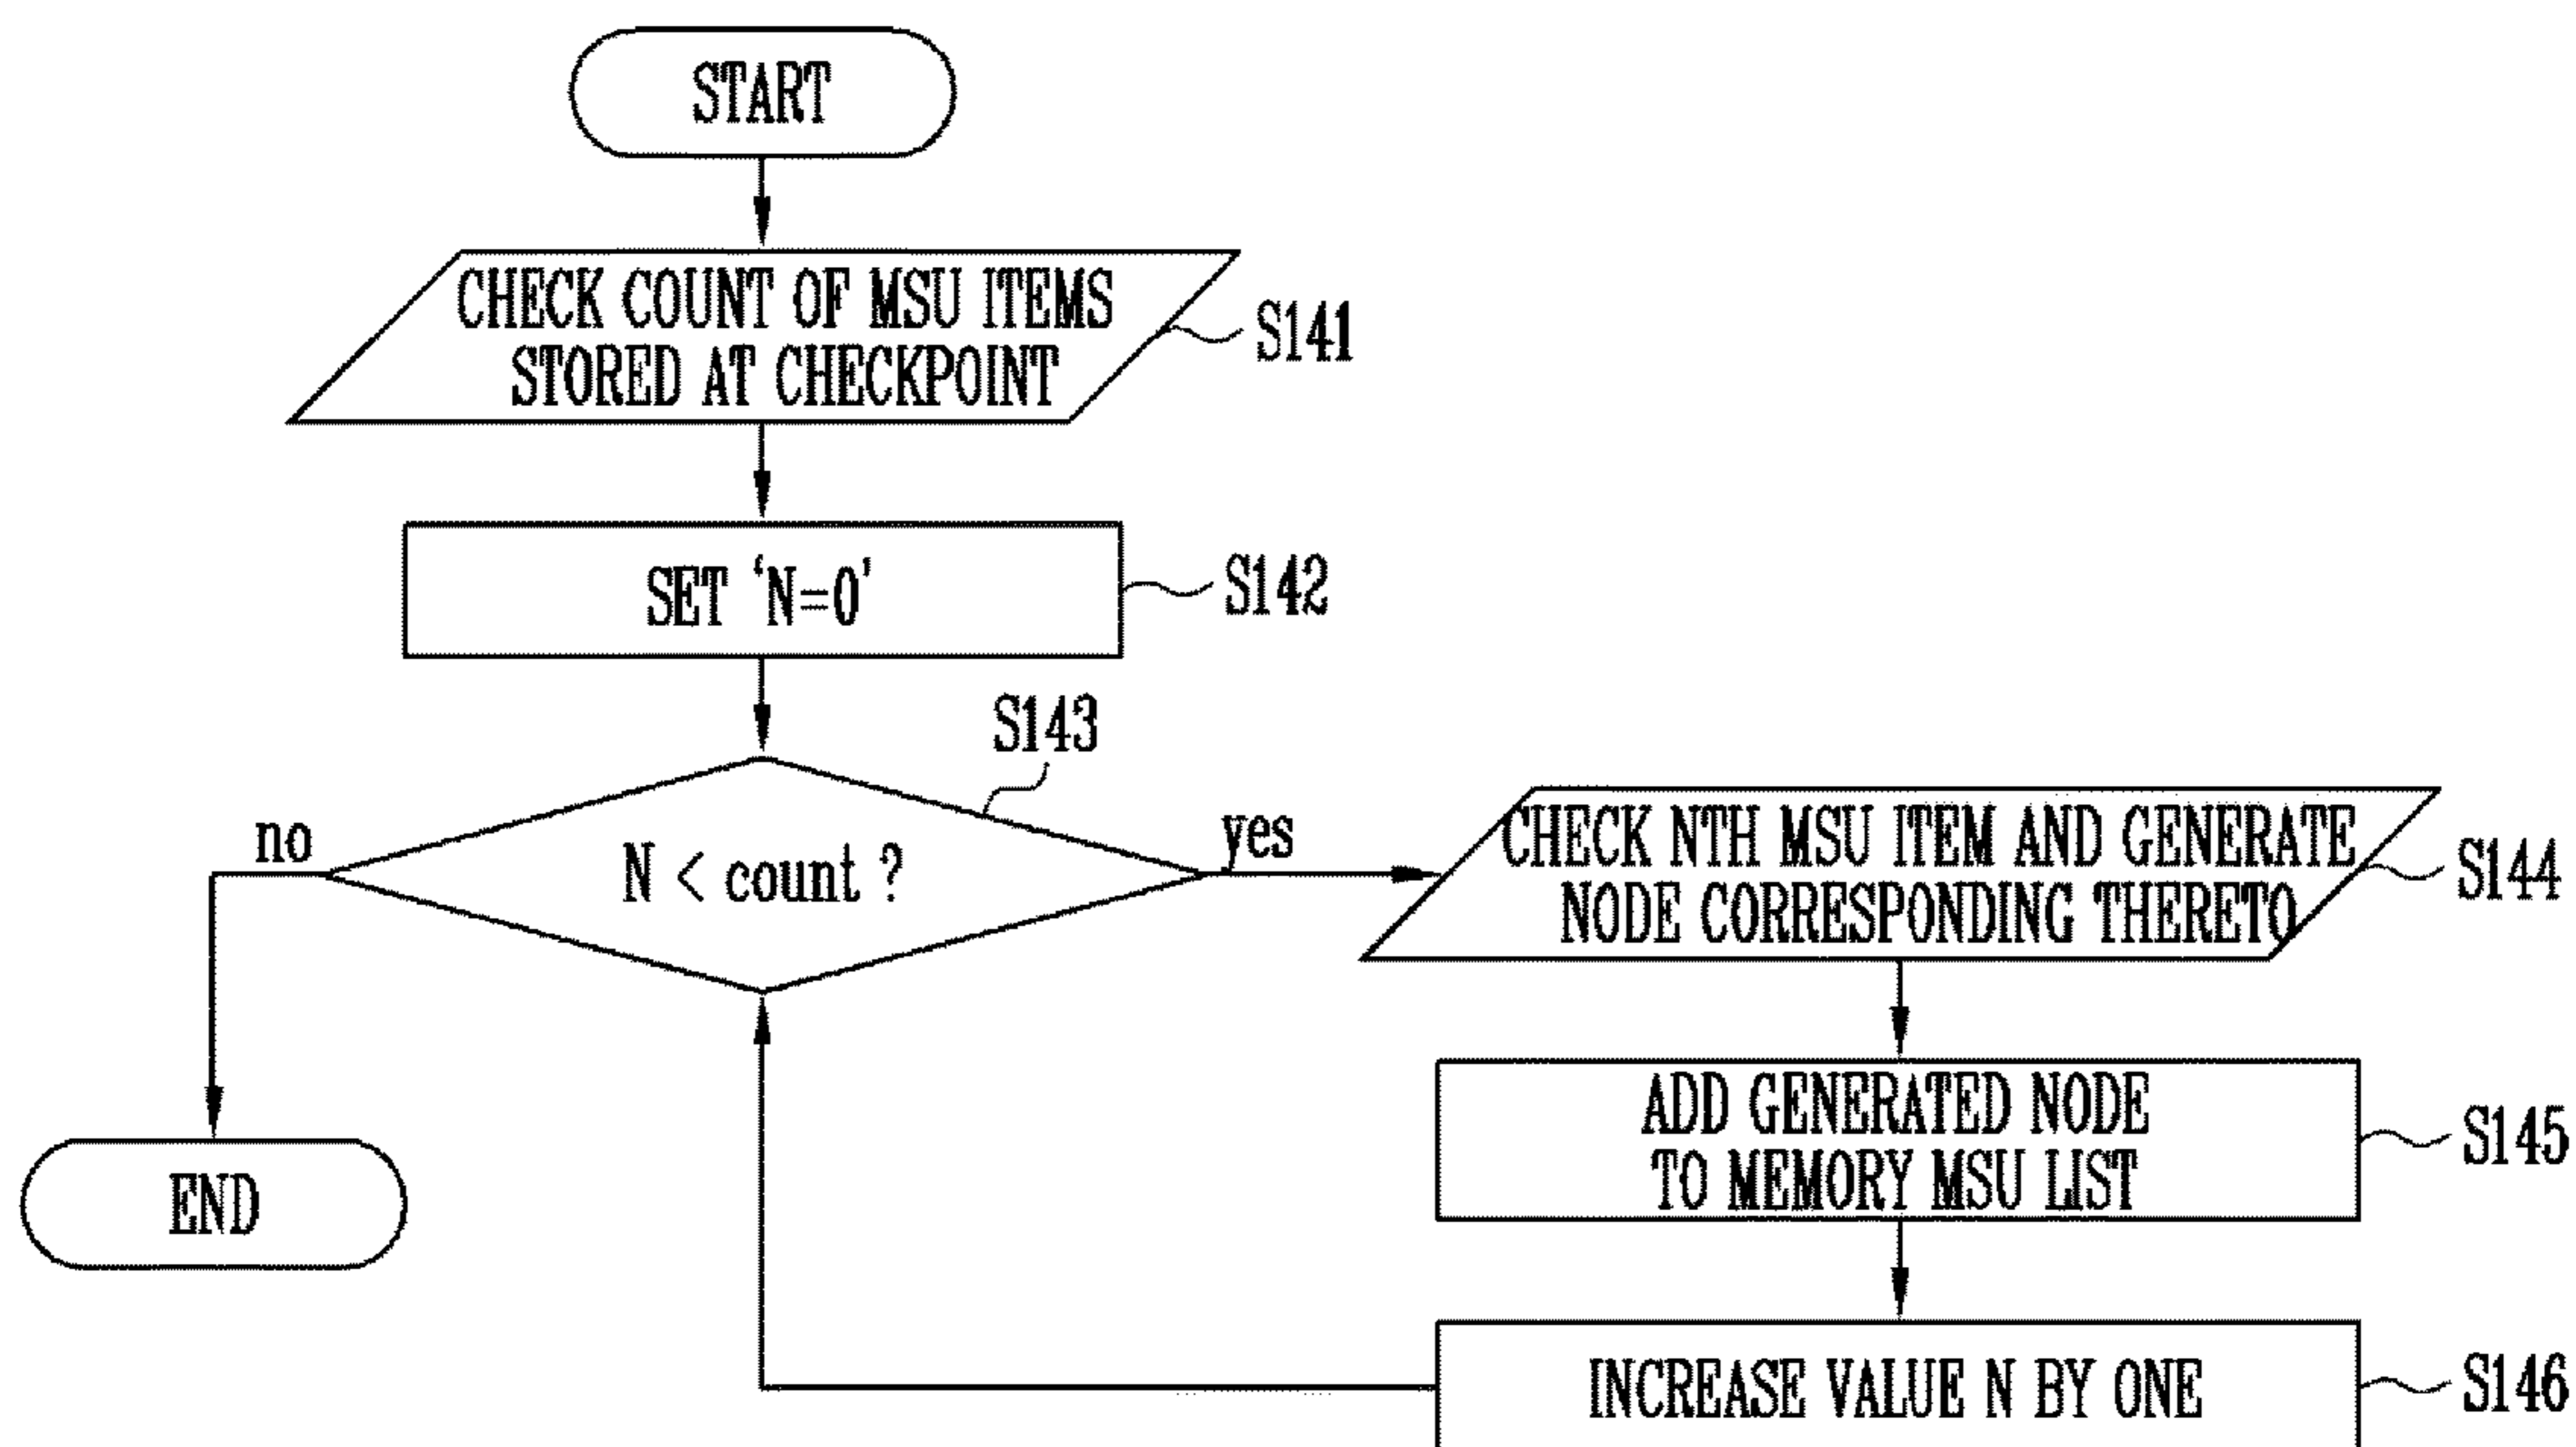 START
CHECK COUNT OF MSU ITEMS
STORED AT CHECKPOINT
S141
SET ‘N=0’
S142
S143
N < count ?
no
yes
CHECK NTH MSU ITEM AND GENERATE
NODE CORRESPONDING THERETO
S144
ADD GENERATED NODE
TO MEMORY MSU LIST
S145
END
INCREASE VALUE N BY ONE
S146